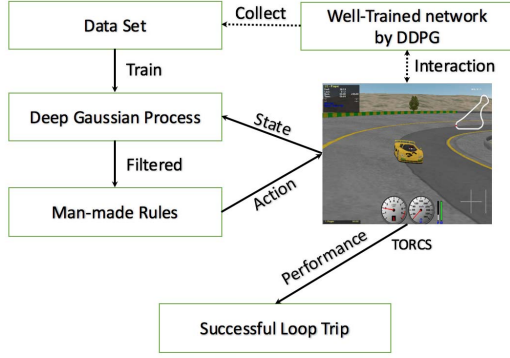 Data Set
Collect
Well-Trained network
by DDPG
Train
Interaction
Deep Gaussian Process
State
Filtered
Man-made Rules
Action
TORCS
Performance
Successful Loop Trip